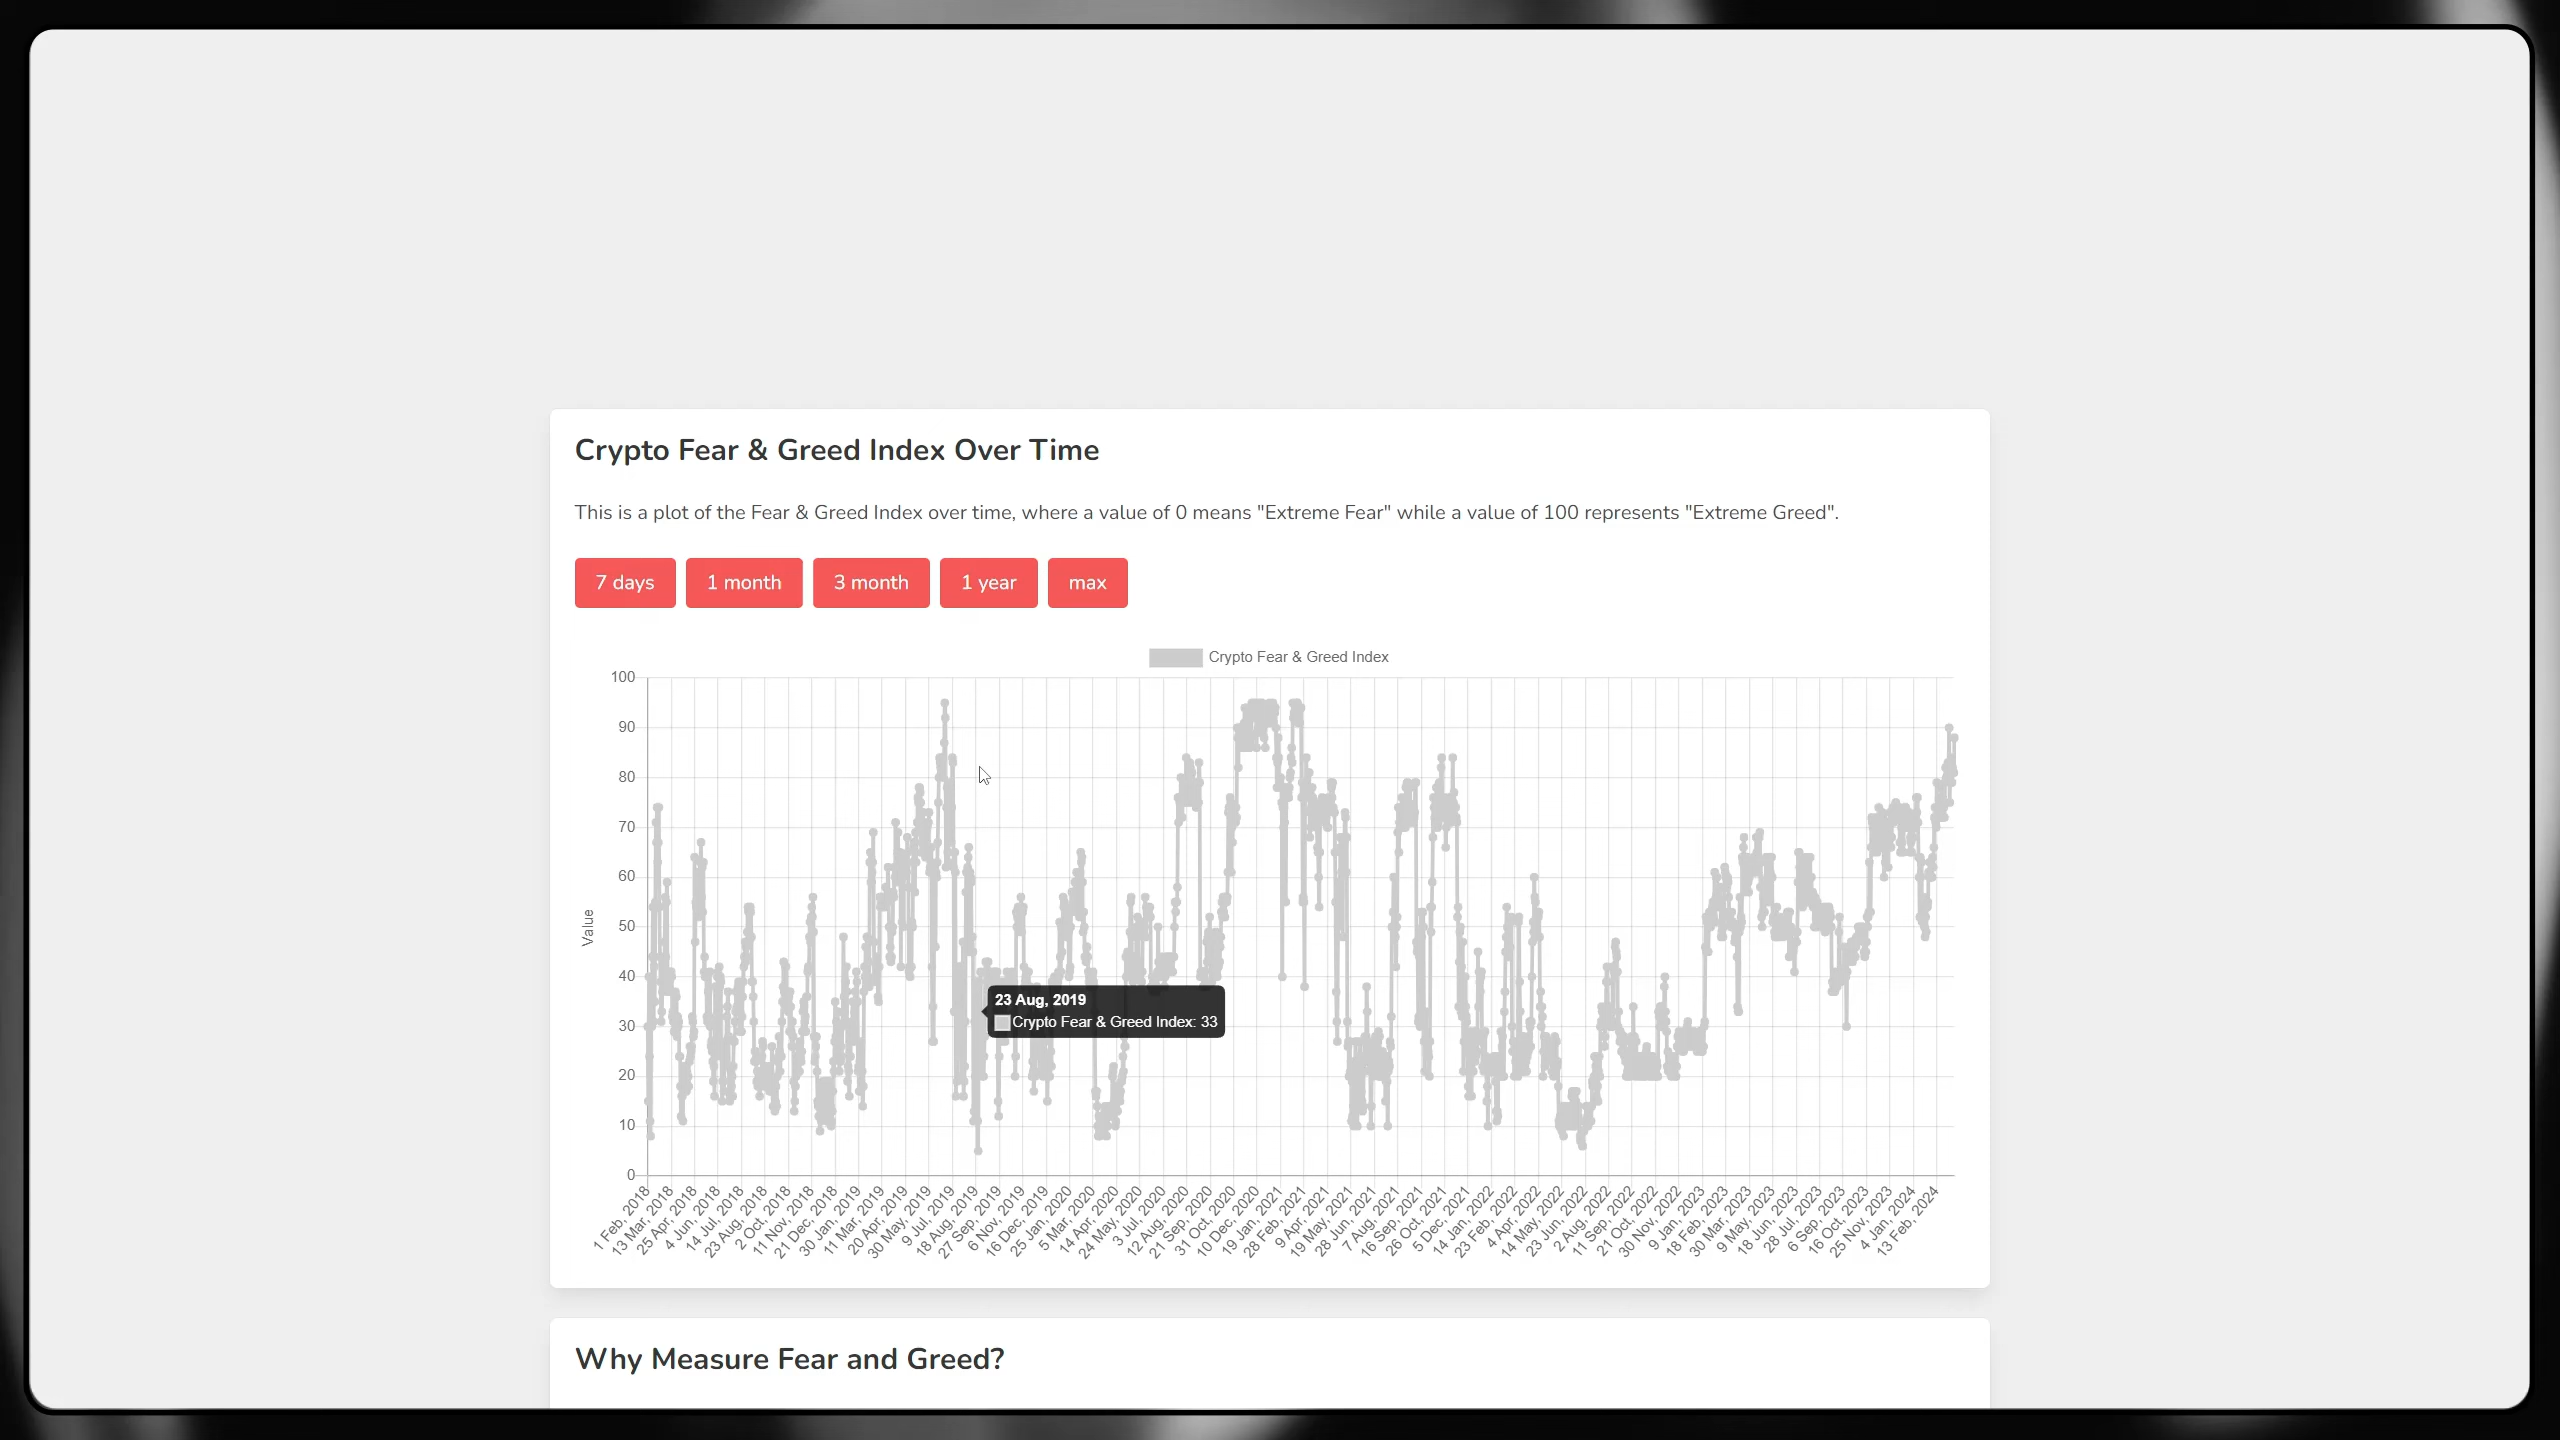 Crypto Fear & Greed Index Over Time
This is a plot of the Fear & Greed Index over time, where a value of 0 means "Extreme Fear" while a value of 100 represents "Extreme Greed".
7 days 1 month 3 month 1 year max
Crypto Fear & Greed Index
100
90
80
70
60
50
40
30
20
10
0
Value
23 Aug, 2019
Crypto Fear & Greed Index: 33
1 Feb, 2018
13 Mar, 2018
25 Apr, 2018
4 Jun, 2018
14 Jul, 2018
23 Aug, 2018
2 Oct, 2018
11 Nov, 2018
21 Dec, 2018
30 Jan, 2019
11 Mar, 2019
20 Apr, 2019
30 May, 2019
9 Jul, 2019
18 Aug, 2019
27 Sep, 2019
6 Nov, 2019
16 Dec, 2019
25 Jan, 2020
5 Mar, 2020
14 Apr, 2020
24 May, 2020
3 Jul, 2020
12 Aug, 2020
21 Sep, 2020
31 Oct, 2020
10 Dec, 2020
19 Jan, 2021
28 Feb, 2021
9 Apr, 2021
19 May, 2021
28 Jun, 2021
7 Aug, 2021
16 Sep, 2021
26 Oct, 2021
5 Dec, 2021
14 Jan, 2022
23 Feb, 2022
4 Apr, 2022
14 May, 2022
23 Jun, 2022
2 Aug, 2022
11 Sep, 2022
21 Oct, 2022
30 Nov, 2022
9 Jan, 2023
18 Feb, 2023
30 Mar, 2023
9 May, 2023
18 Jun, 2023
28 Jul, 2023
6 Sep, 2023
16 Oct, 2023
25 Nov, 2023
4 Jan, 2024
13 Feb, 2024
Why Measure Fear and Greed?